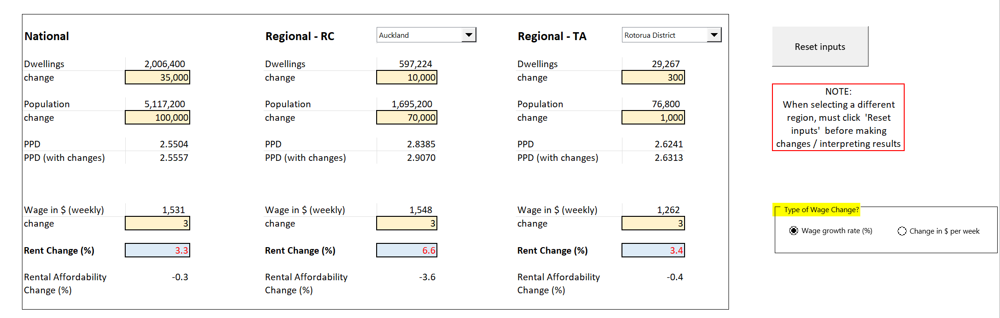 National Regional - RC Auckland Regional - TA Rotorua District
Reset inputs
Dwellings 2,006,400 Dwellings 597,224 Dwellings 29,267
change 35,000 change 10,000 change 300
NOTE:
When selecting a different
region, must click 'Reset
inputs' before making
changes / interpreting results
Population 5,117,200 Population 1,695,200 Population 76,800
change 100,000 change 70,000 change 1,000
PPD 2.5504 PPD 2.8385 PPD 2.6241
PPD (with changes) 2.5557 PPD (with changes) 2.9070 PPD (with changes) 2.6313
Wage in $ (weekly) 1,531 Wage in $ (weekly) 1,548 Wage in $ (weekly) 1,262
change 3 change 3 change 3
Type of Wage Change?
Wage growth rate (%) Change in $ per week
Rent Change (%) 3.3 Rent Change (%) 6.6 Rent Change (%) 3.4
Rental Affordability -0.3 Rental Affordability -3.6 Rental Affordability -0.4
Change (%) Change (%) Change (%)